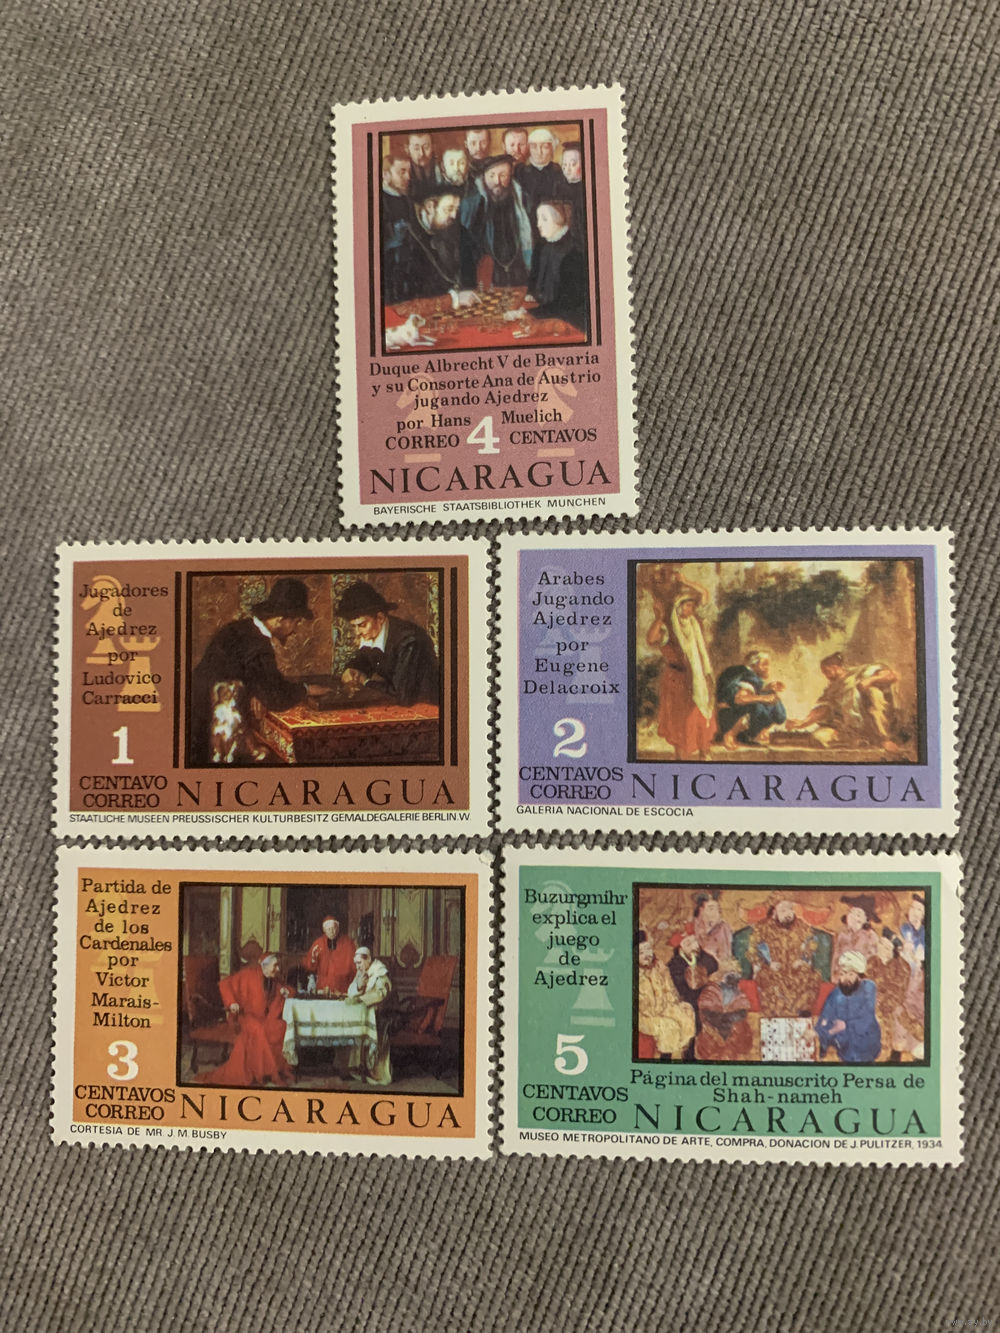 Duque Albrecht V de Bavaria
y su Consorte Ana de Austrio
jugando Ajedrez
por Hans Muelich
CORREO 4 CENTAVOS
NICARAGUA
BAYERISCHE STAATSBIBLIOTHEK MUNCHEN
Jugadores
de
Ajedrez
por
Ludovico
Carracci
1
CENTAVO
CORREO
NICARAGUA
STAATLICHE MUSEEN PREUSSISCHER KULTURBESITZ GEMALDEGALERIE BERLIN.W.
Arabes
Jugando
Ajedrez
por
Eugene
Delacroix
2
CENTAVOS
CORREO
NICARAGUA
GALERIA NACIONAL DE ESCOCIA
Partida de
Ajedrez
de los
Cardenales
por
Victor
Marais-
Milton
3
CENTAVOS
CORREO
NICARAGUA
CORTESIA DE MR. J. M. BUSBY
Buzurgmihr
explica el
juego
de
Ajedrez
5
CENTAVOS
CORREO
Página del manuscrito Persa de
Shah-nameh
NICARAGUA
MUSEO METROPOLITANO DE ARTE, COMPRA, DONACION DE J. PULITZER, 1934